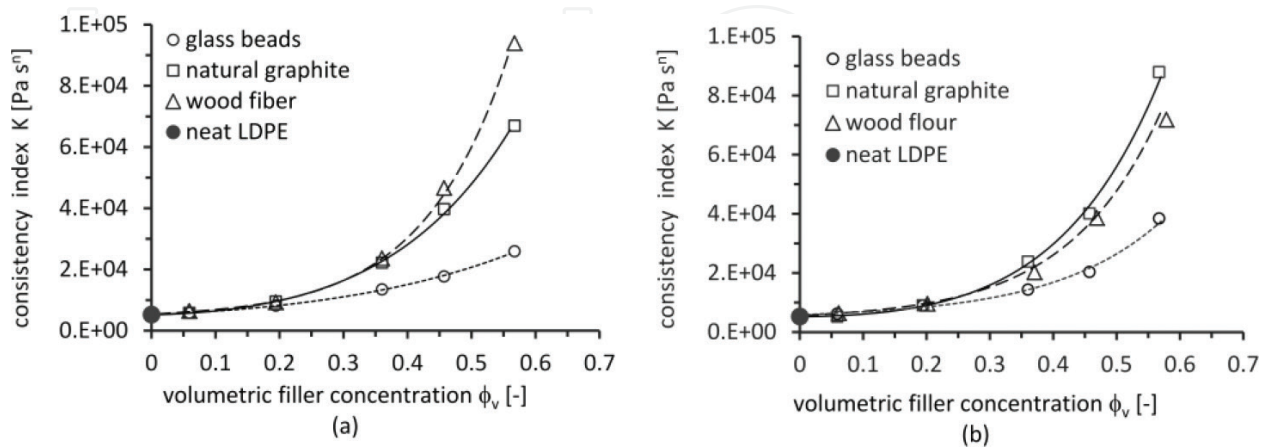 consistency index K [Pa sⁿ]
1.E+05
8.E+04
6.E+04
4.E+04
2.E+04
0.E+00
glass beads
natural graphite
wood fiber
neat LDPE
0 0.1 0.2 0.3 0.4 0.5 0.6 0.7
volumetric filler concentration ϕᵥ [-]
(a)
consistency index K [Pa sⁿ]
1.E+05
8.E+04
6.E+04
4.E+04
2.E+04
0.E+00
glass beads
natural graphite
wood flour
neat LDPE
0 0.1 0.2 0.3 0.4 0.5 0.6 0.7
volumetric filler concentration ϕᵥ [-]
(b)